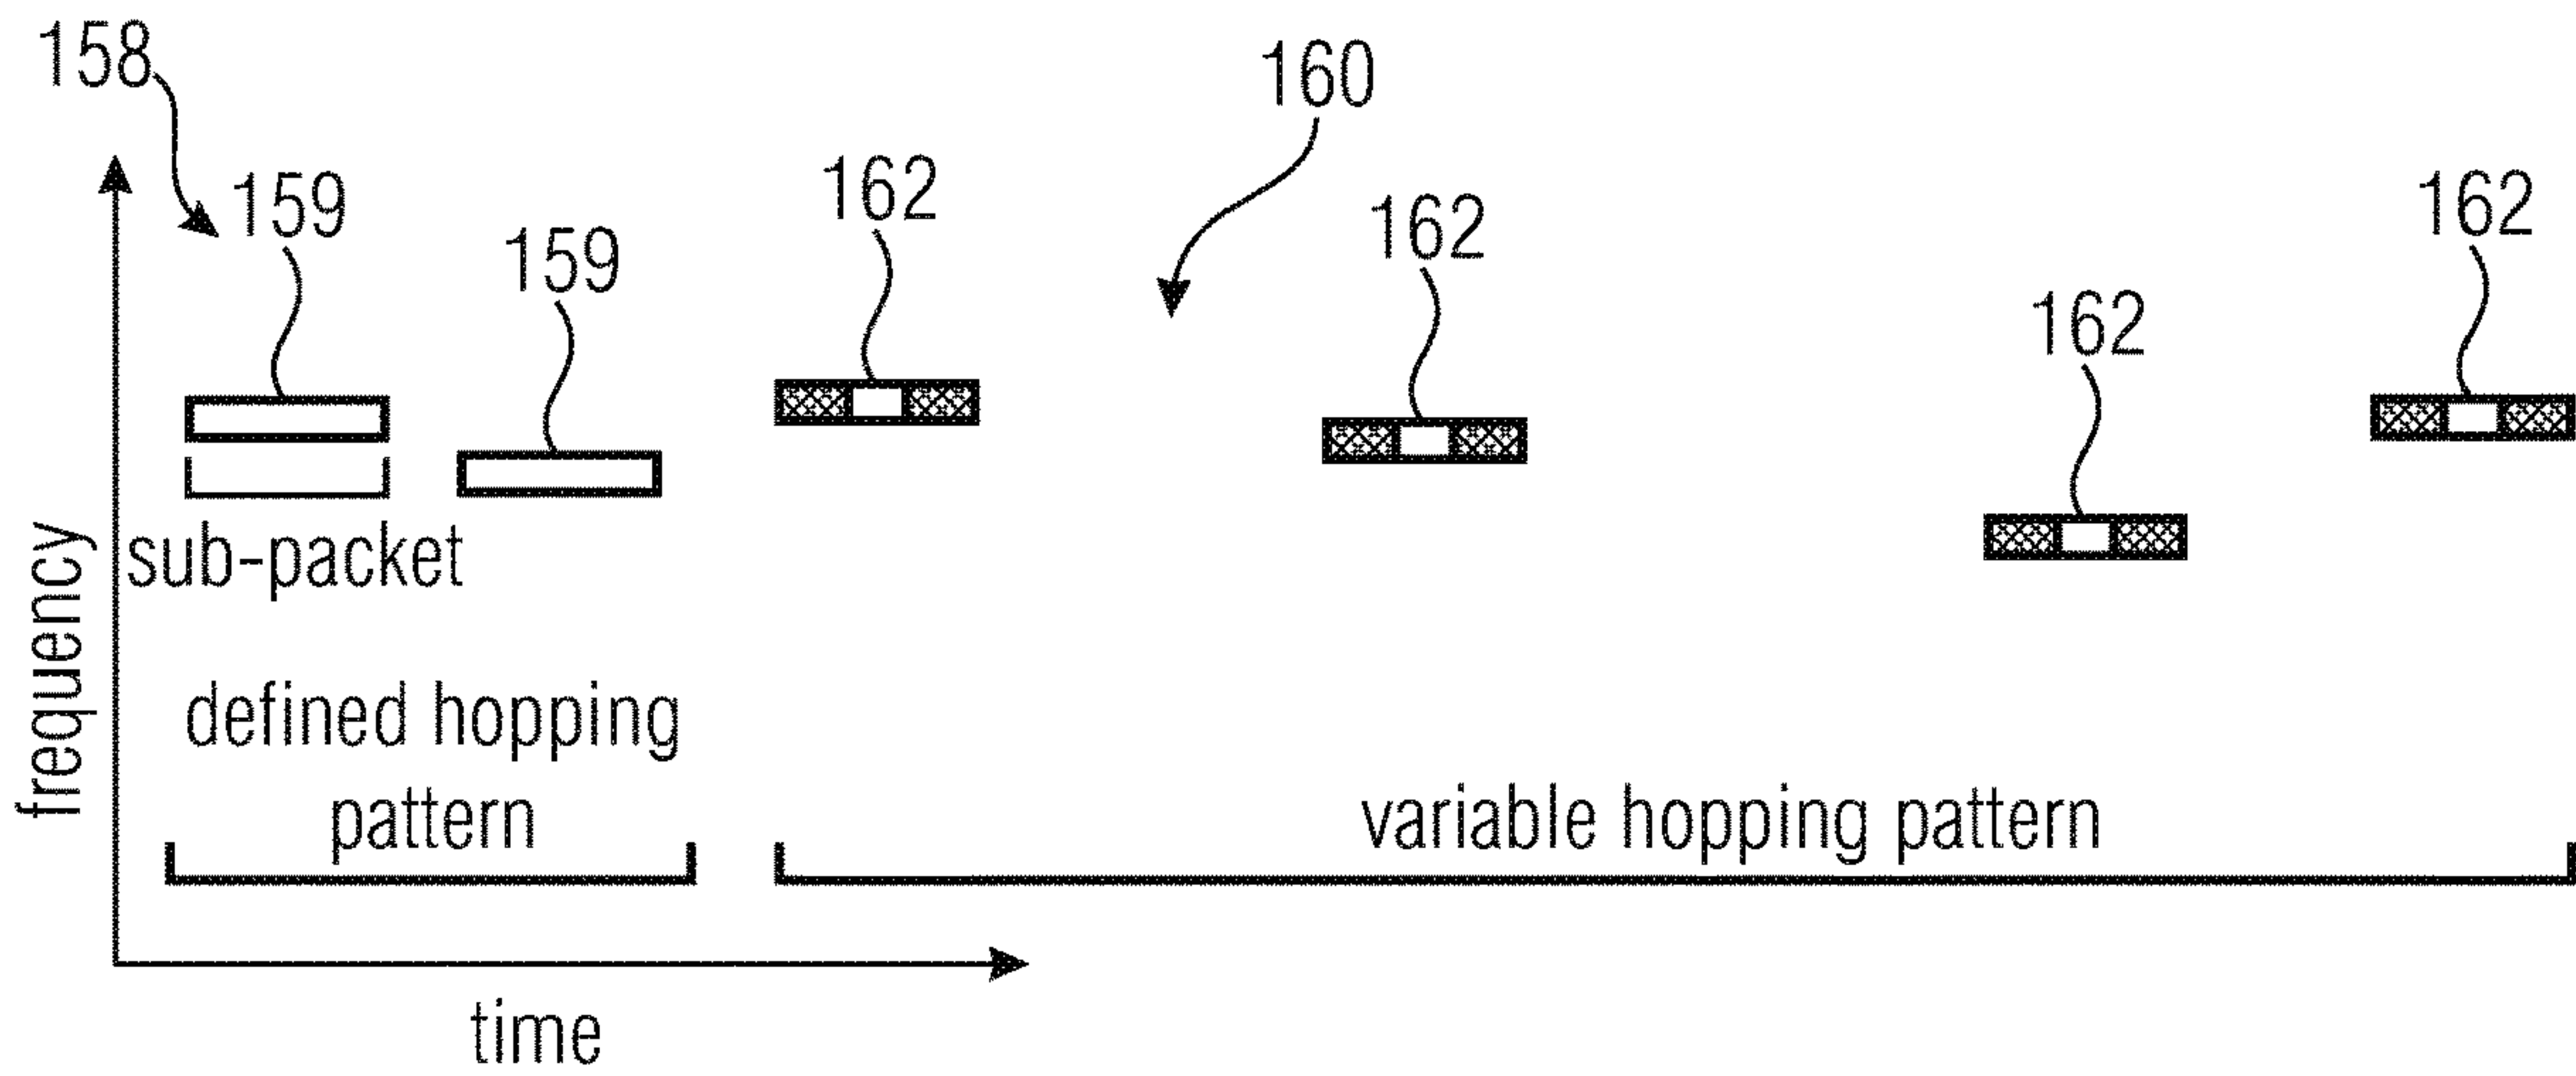 158
160
159
162
162
162
159
162
sub-packet
frequency
defined hopping
pattern
variable hopping pattern
time